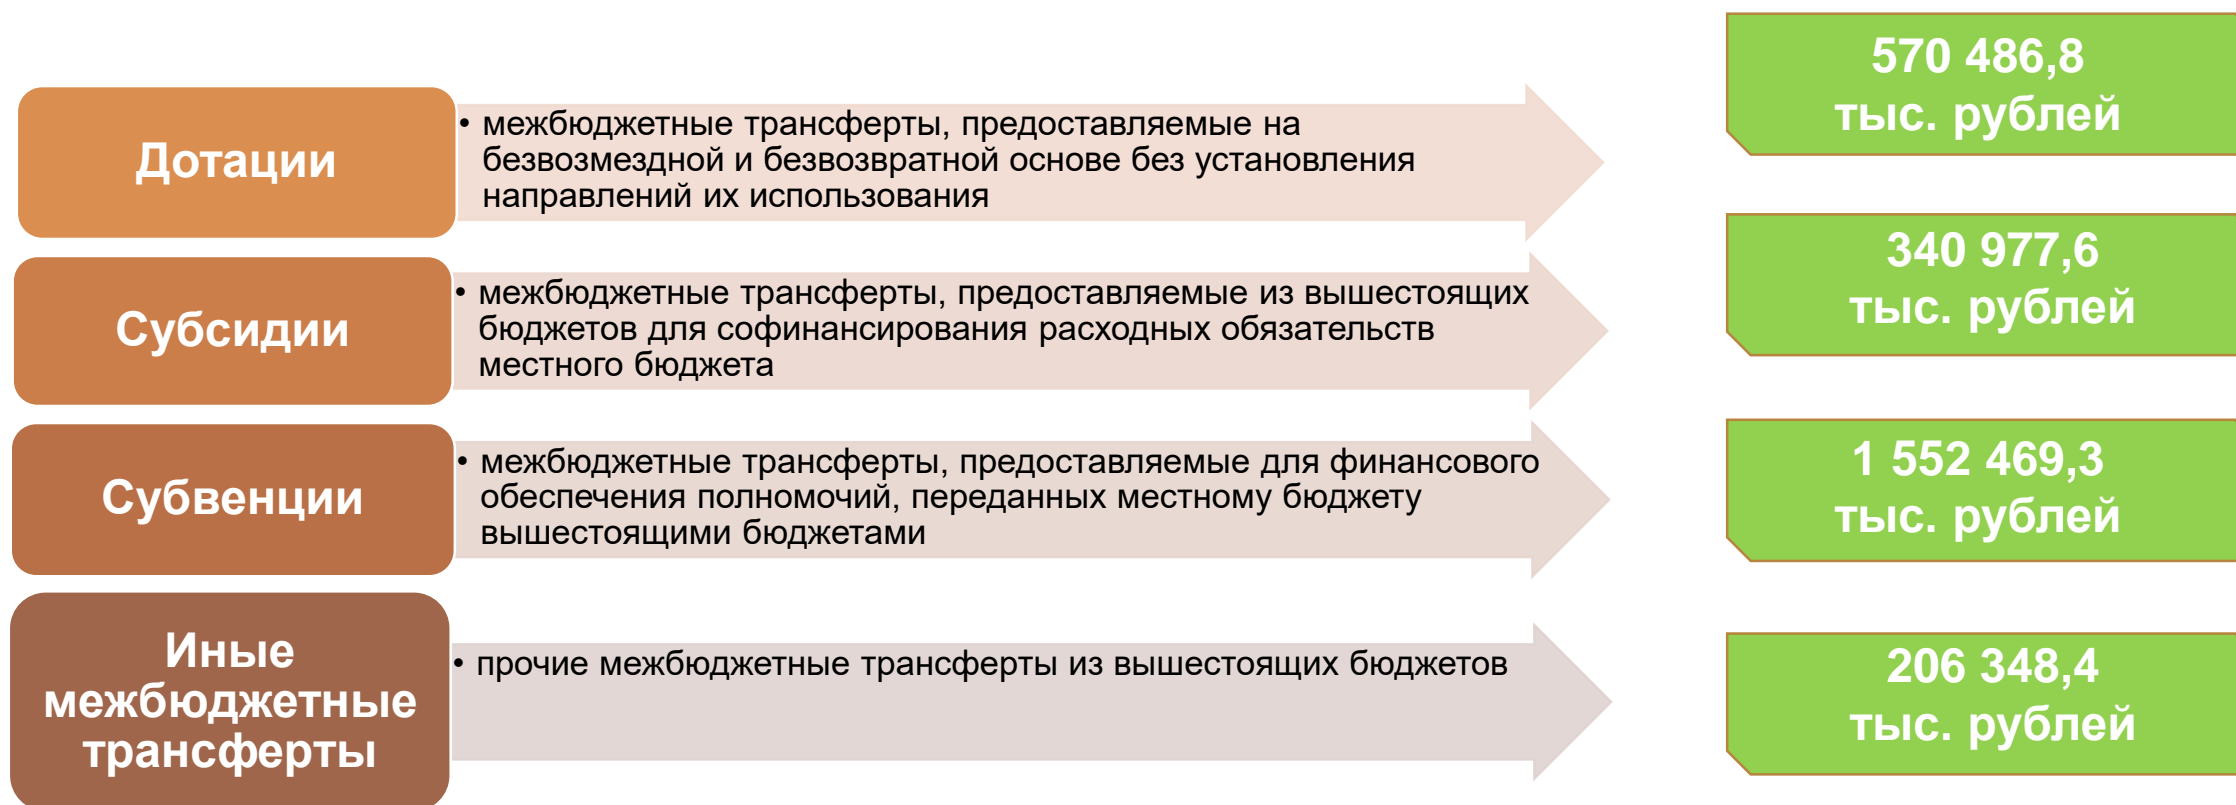 Дотации
• межбюджетные трансферты, предоставляемые на
безвозмездной и безвозвратной основе без установления
направлений их использования
570 486,8
тыс. рублей
Субсидии
• межбюджетные трансферты, предоставляемые из вышестоящих
бюджетов для софинансирования расходных обязательств
местного бюджета
340 977,6
тыс. рублей
Субвенции
• межбюджетные трансферты, предоставляемые для финансового
обеспечения полномочий, переданных местному бюджету
вышестоящими бюджетами
1 552 469,3
тыс. рублей
Иные
межбюджетные
трансферты
• прочие межбюджетные трансферты из вышестоящих бюджетов
206 348,4
тыс. рублей